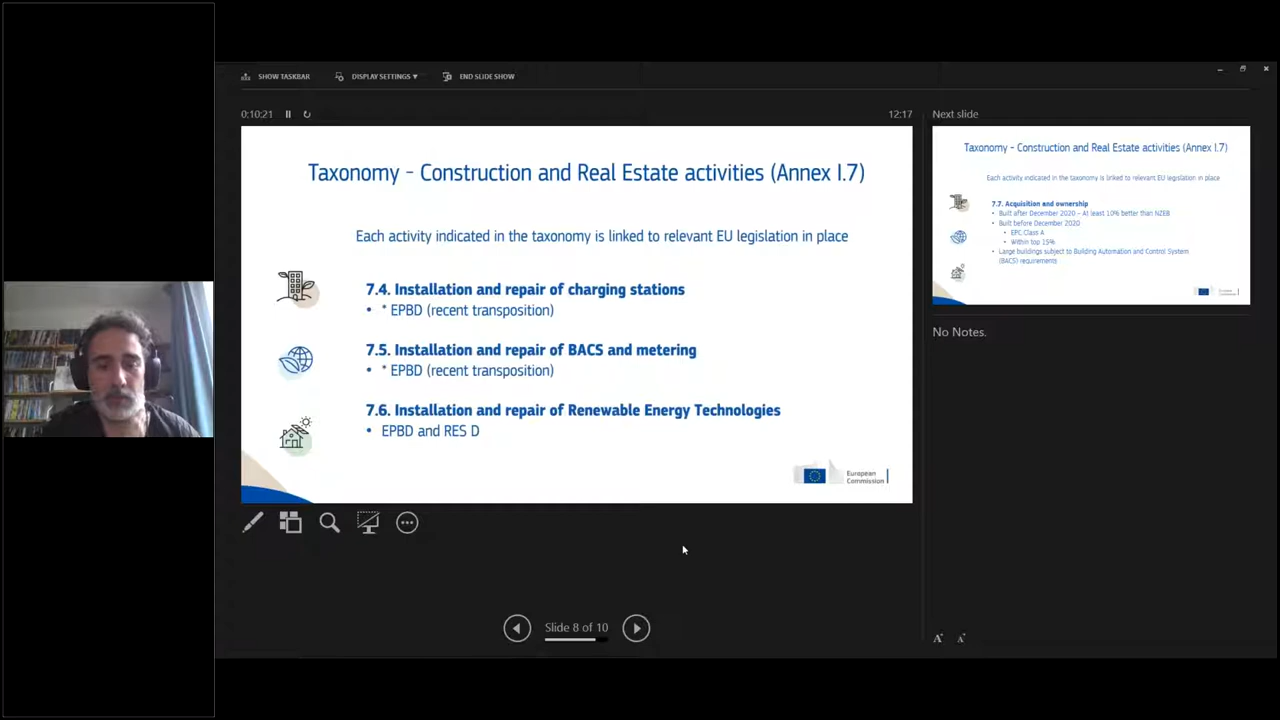 SHOW TASKBAR
DISPLAY SETTINGS ▾
END SLIDE SHOW
0:10:21
12:17
Next slide
Taxonomy - Construction and Real Estate activities (Annex I.7)
Each activity indicated in the taxonomy is linked to relevant EU legislation in place
7.4. Installation and repair of charging stations
• * EPBD (recent transposition)
7.5. Installation and repair of BACS and metering
• * EPBD (recent transposition)
7.6. Installation and repair of Renewable Energy Technologies
• EPBD and RES D
European
Commission
Taxonomy - Construction and Real Estate activities (Annex I.7)
Each activity indicated in the taxonomy is linked to relevant EU legislation in place
7.7. Acquisition and ownership
• Built after December 2020 – At least 10% better than NZEB
• Built before December 2020
• EPC Class A
• Within top 15%
• Large buildings subject to Building Automation and Control System
(BACS) requirements
European
Commission
No Notes.
Slide 8 of 10
A A